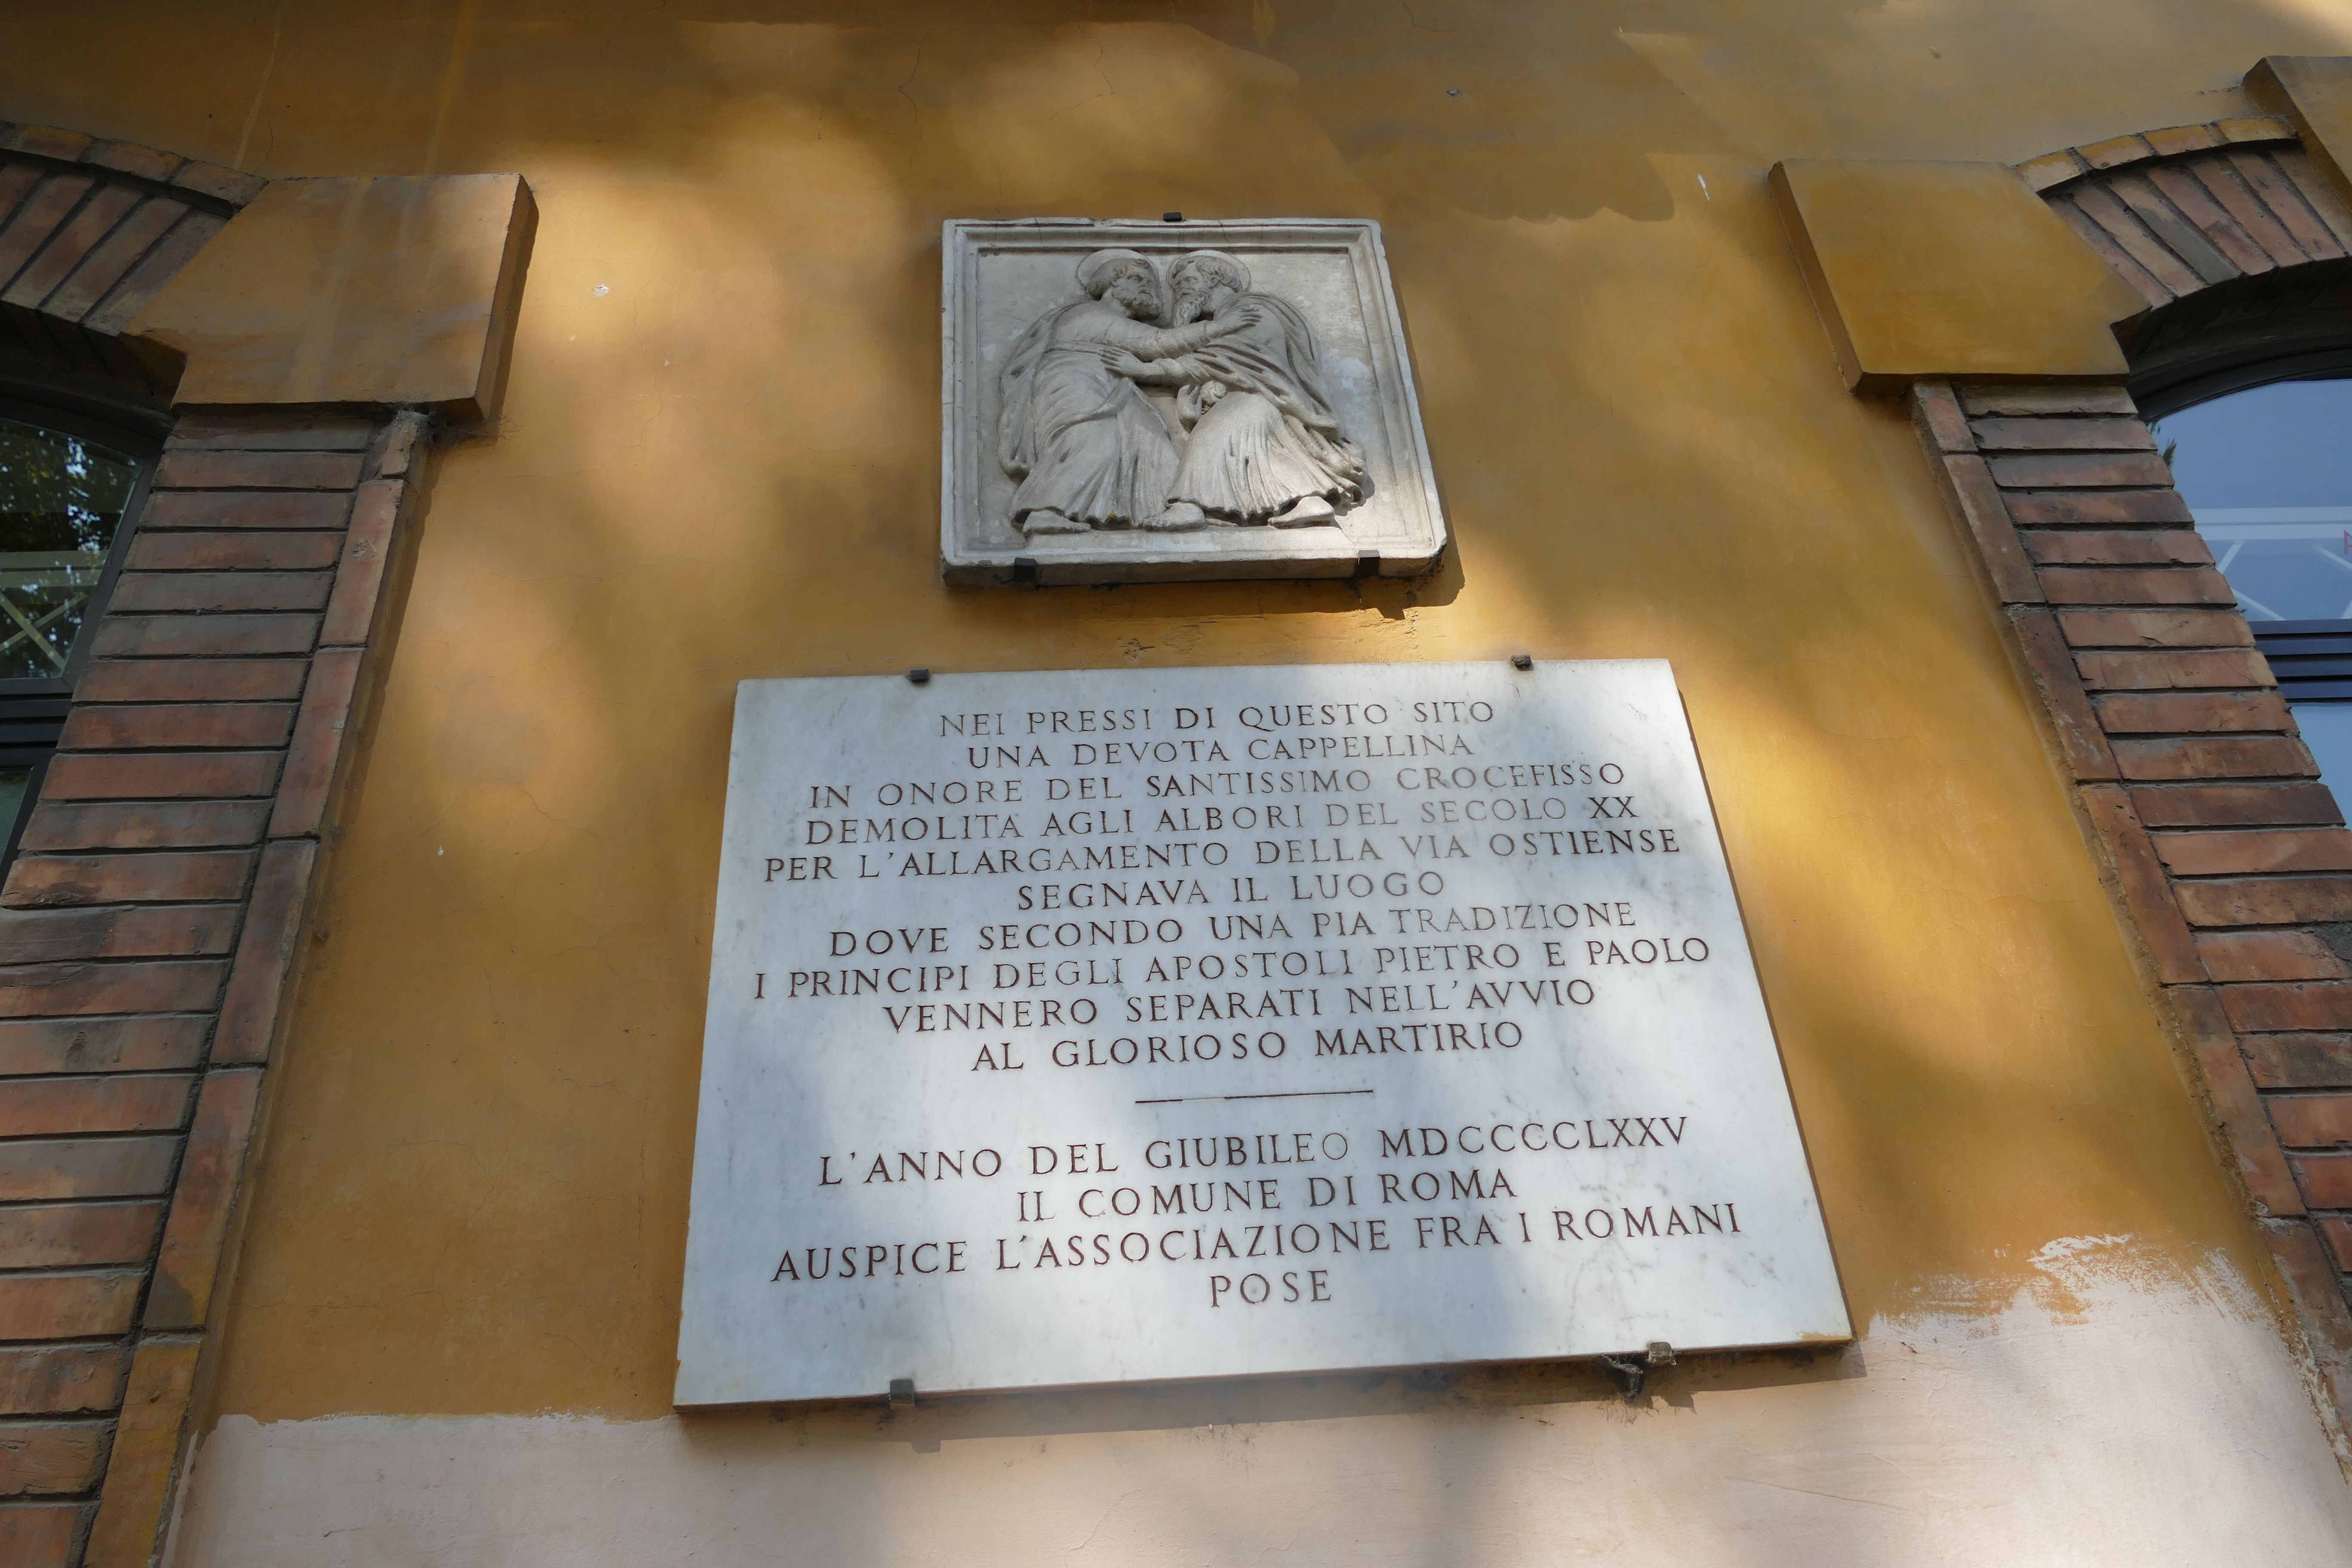 NEI PRESSI DI QUESTO SITO
UNA DEVOTA CAPPELLINA
IN ONORE DEL SANTISSIMO CROCEFISSO
DEMOLITA AGLI ALBORI DEL SECOLO XX
PER L'ALLARGAMENTO DELLA VIA OSTIENSE
SEGNAVA IL LUOGO
DOVE SECONDO UNA PIA TRADIZIONE
I PRINCIPI DEGLI APOSTOLI PIETRO E PAOLO
VENNERO SEPARATI NELL'AVVIO
AL GLORIOSO MARTIRIO
L'ANNO DEL GIUBILEO MDCCCCLXXV
IL COMUNE DI ROMA
AUSPICE L'ASSOCIAZIONE FRA I ROMANI
POSE